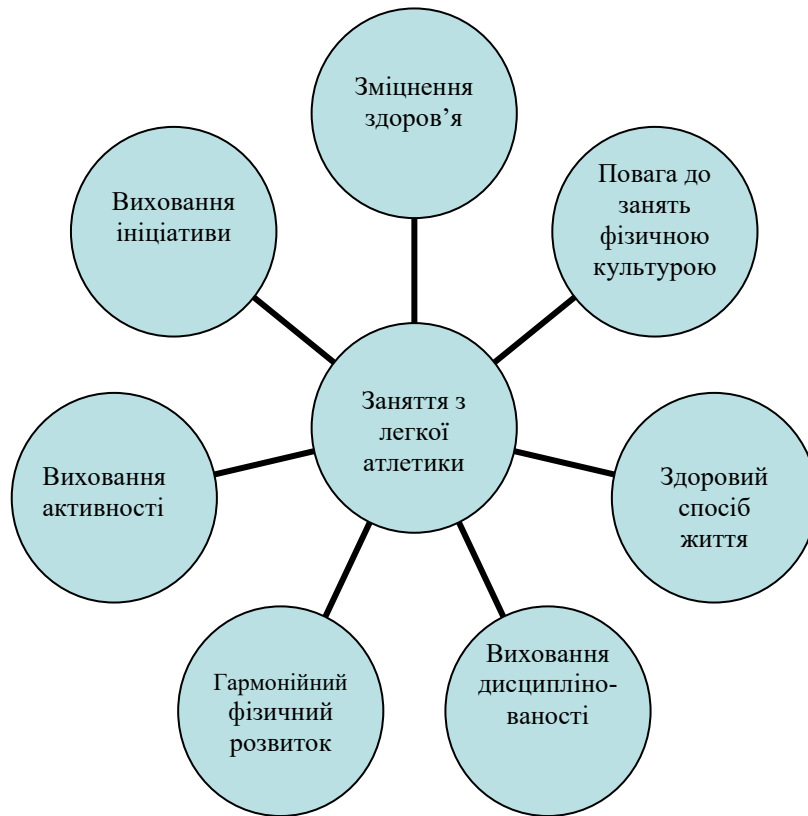 Зміцнення
здоров’я
Повага до
занять
фізичною
культурою
Виховання
ініціативи
Заняття з
легкої
атлетики
Виховання
активності
Здоровий
спосіб
життя
Гармонійний
фізичний
розвиток
Виховання
дисципліно-
ваності